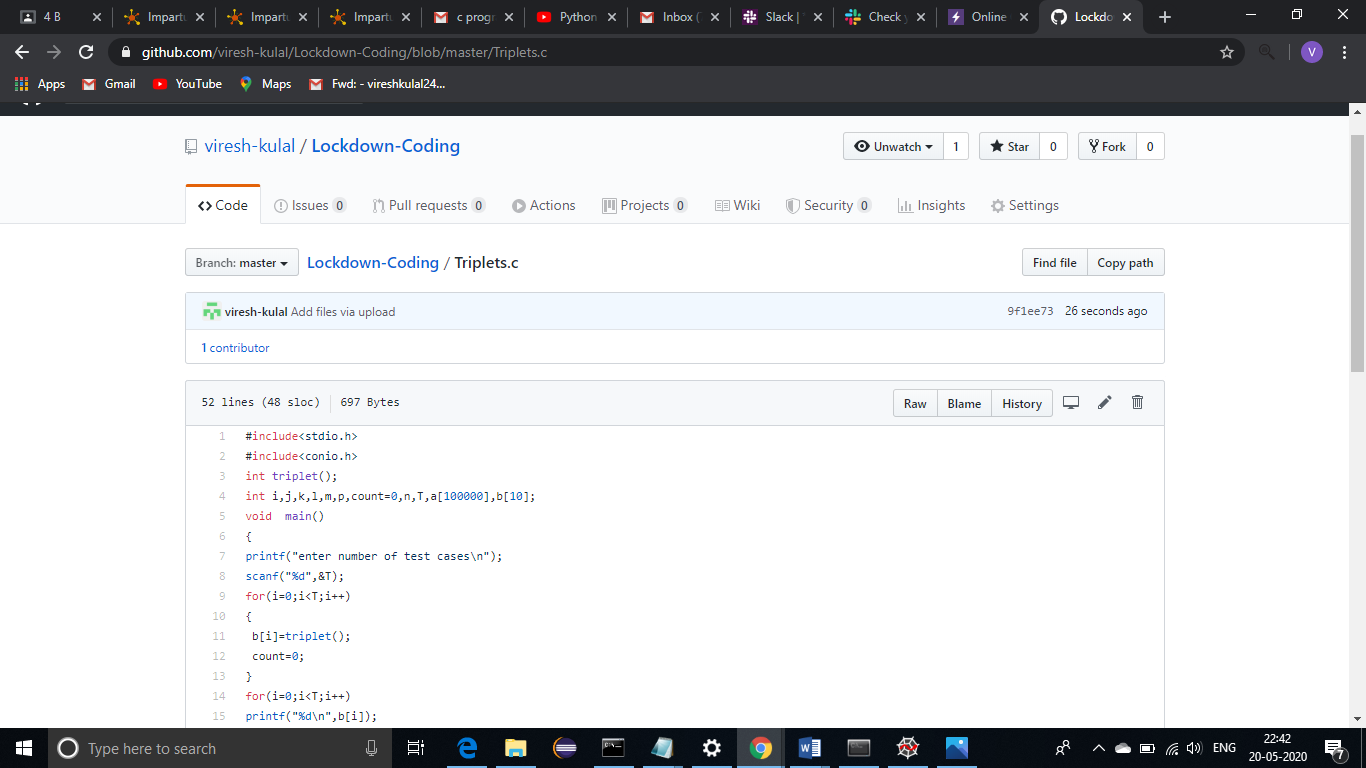 4 B
Impartu
Impartu
Impartu
c progr
Python
Inbox (
Slack |
Check y
Online
Lockdo
github.com/viresh-kulal/Lockdown-Coding/blob/master/Triplets.c
V
Apps Gmail YouTube Maps Fwd: - vireshkulal24...
viresh-kulal / Lockdown-Coding
Unwatch 1 Star 0 Fork 0
Code Issues 0 Pull requests 0 Actions Projects 0 Wiki Security 0 Insights Settings
Branch: master Lockdown-Coding / Triplets.c Find file Copy path
viresh-kulal Add files via upload 9f1ee73 26 seconds ago
1 contributor
52 lines (48 sloc) 697 Bytes Raw Blame History
1 #include<stdio.h>
2 #include<conio.h>
3 int triplet();
4 int i,j,k,l,m,p,count=0,n,T,a[100000],b[10];
5 void  main()
6 {
7 printf("enter number of test cases\n");
8 scanf("%d",&T);
9 for(i=0;i<T;i++)
10 {
11  b[i]=triplet();
12  count=0;
13 }
14 for(i=0;i<T;i++)
15 printf("%d\n",b[i]);
Type here to search
ENG
22:42
20-05-2020
7